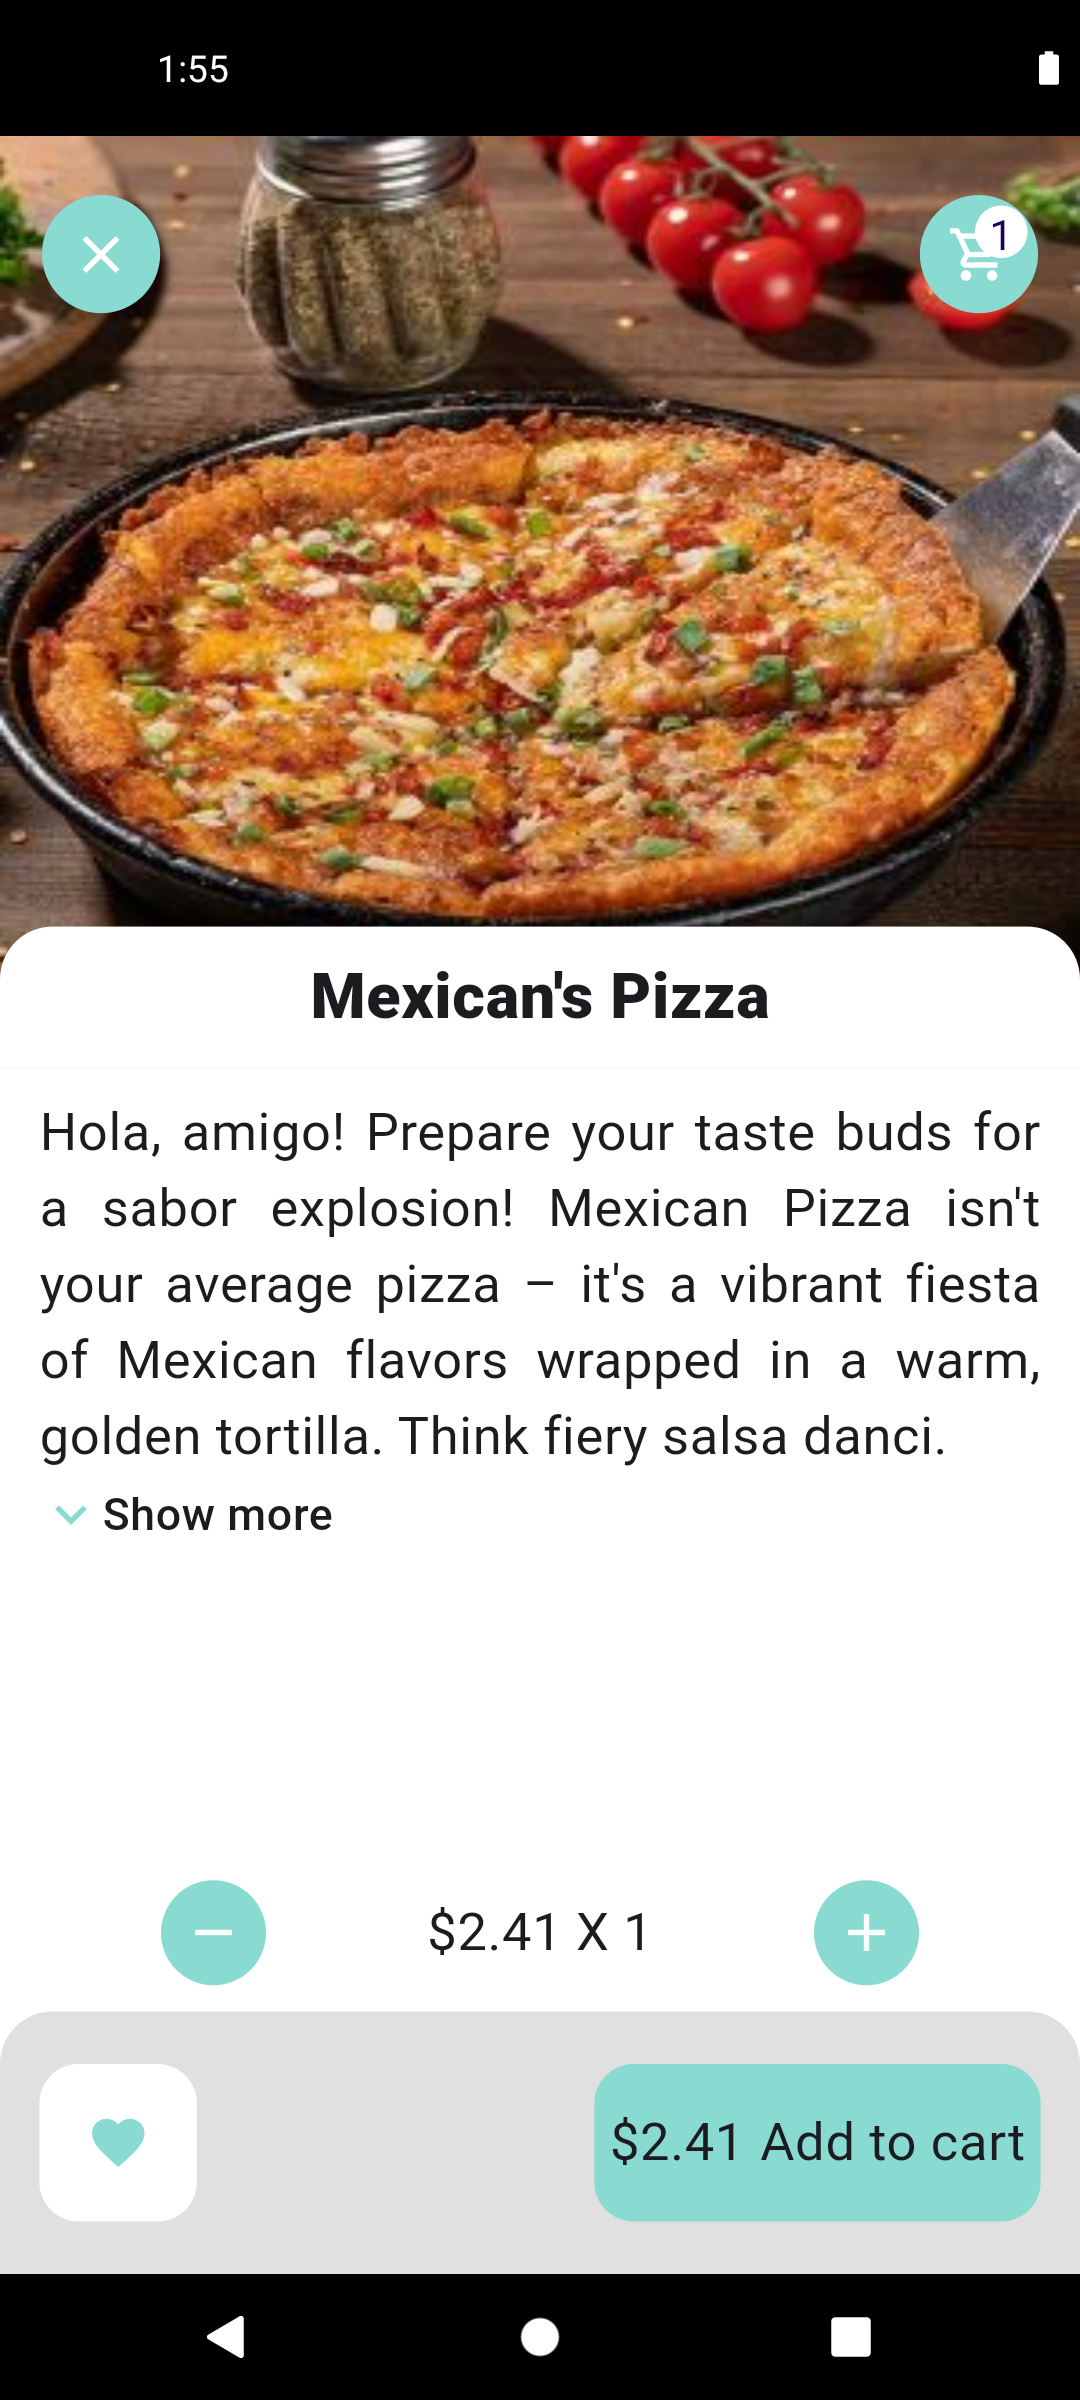 1:55
1
Mexican's Pizza
Hola, amigo! Prepare your taste buds for
a sabor explosion! Mexican Pizza isn't
your average pizza – it's a vibrant fiesta
of Mexican flavors wrapped in a warm,
golden tortilla. Think fiery salsa danci.
Show more
$2.41 X 1
$2.41 Add to cart